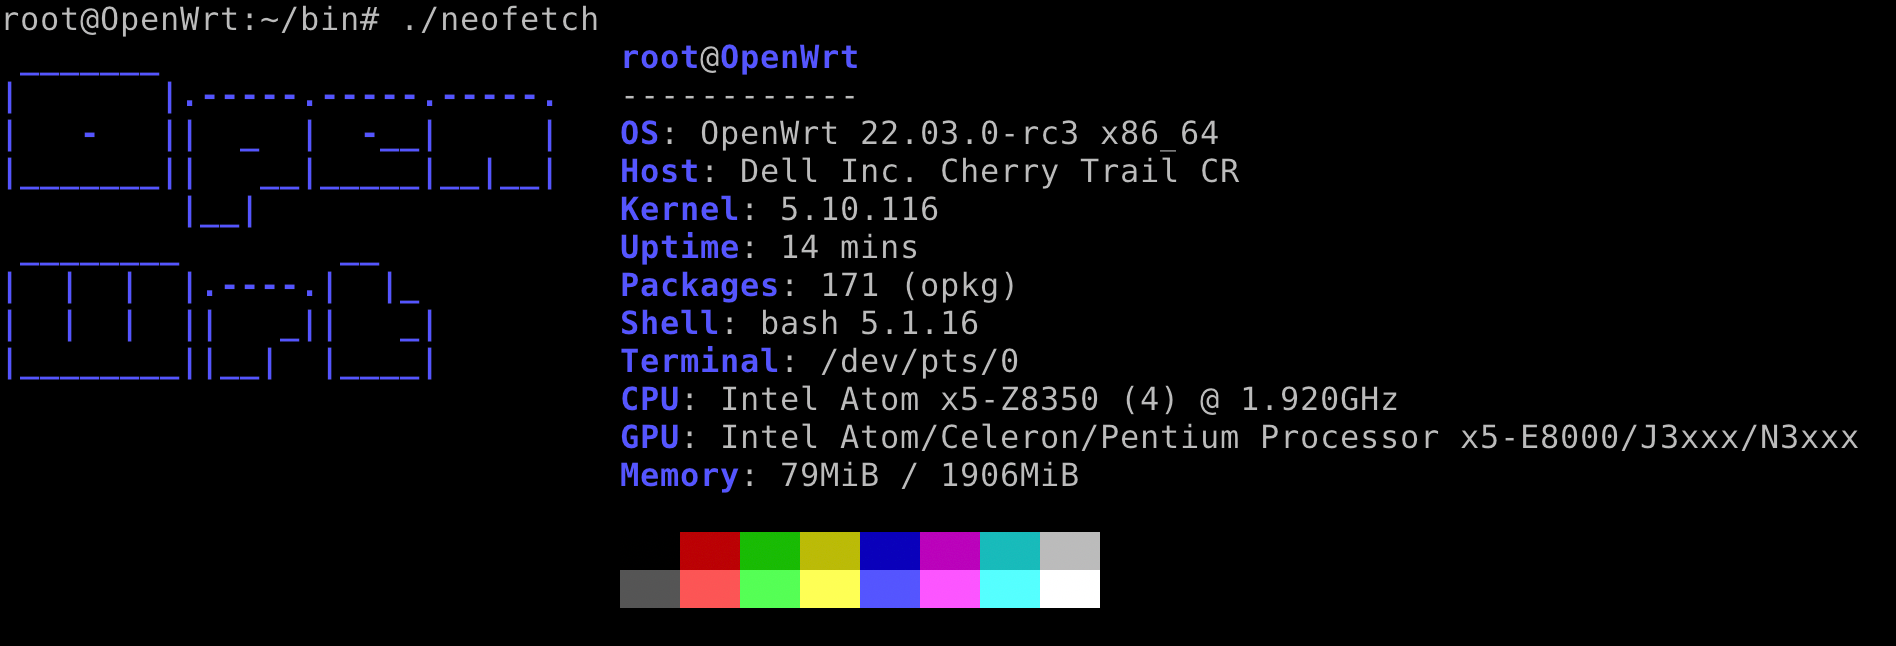 root@OpenWrt:~/bin# ./neofetch
root@OpenWrt
------------
OS: OpenWrt 22.03.0-rc3 x86_64
Host: Dell Inc. Cherry Trail CR
Kernel: 5.10.116
Uptime: 14 mins
Packages: 171 (opkg)
Shell: bash 5.1.16
Terminal: /dev/pts/0
CPU: Intel Atom x5-Z8350 (4) @ 1.920GHz
GPU: Intel Atom/Celeron/Pentium Processor x5-E8000/J3xxx/N3xxx
Memory: 79MiB / 1906MiB
Open
Wrt